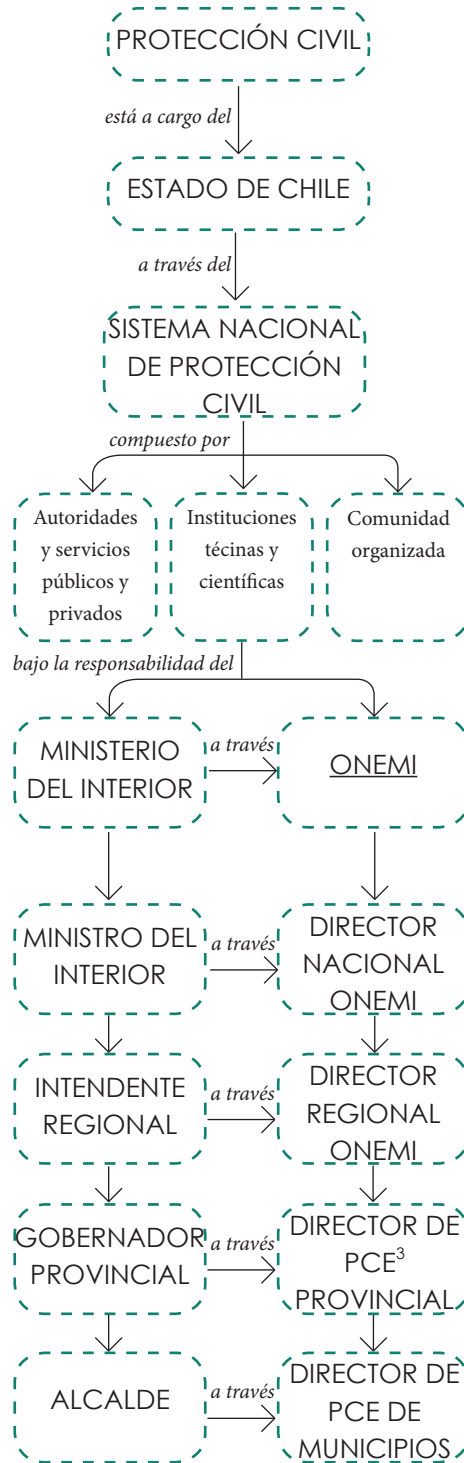 PROTECCIÓN CIVIL
está a cargo del
ESTADO DE CHILE
a través del
SISTEMA NACIONAL
DE PROTECCIÓN
CIVIL
compuesto por
Autoridades
y servicios
públicos y
privados
Instituciones
técinas y
científicas
Comunidad
organizada
bajo la responsabilidad del
MINISTERIO
DEL INTERIOR
a través
ONEMI
MINISTRO DEL
INTERIOR
a través
DIRECTOR
NACIONAL
ONEMI
INTENDENTE
REGIONAL
a través
DIRECTOR
REGIONAL
ONEMI
GOBERNADOR
PROVINCIAL
a través
DIRECTOR DE
PCE³
PROVINCIAL
ALCALDE
a través
DIRECTOR DE
PCE DE
MUNICIPIOS